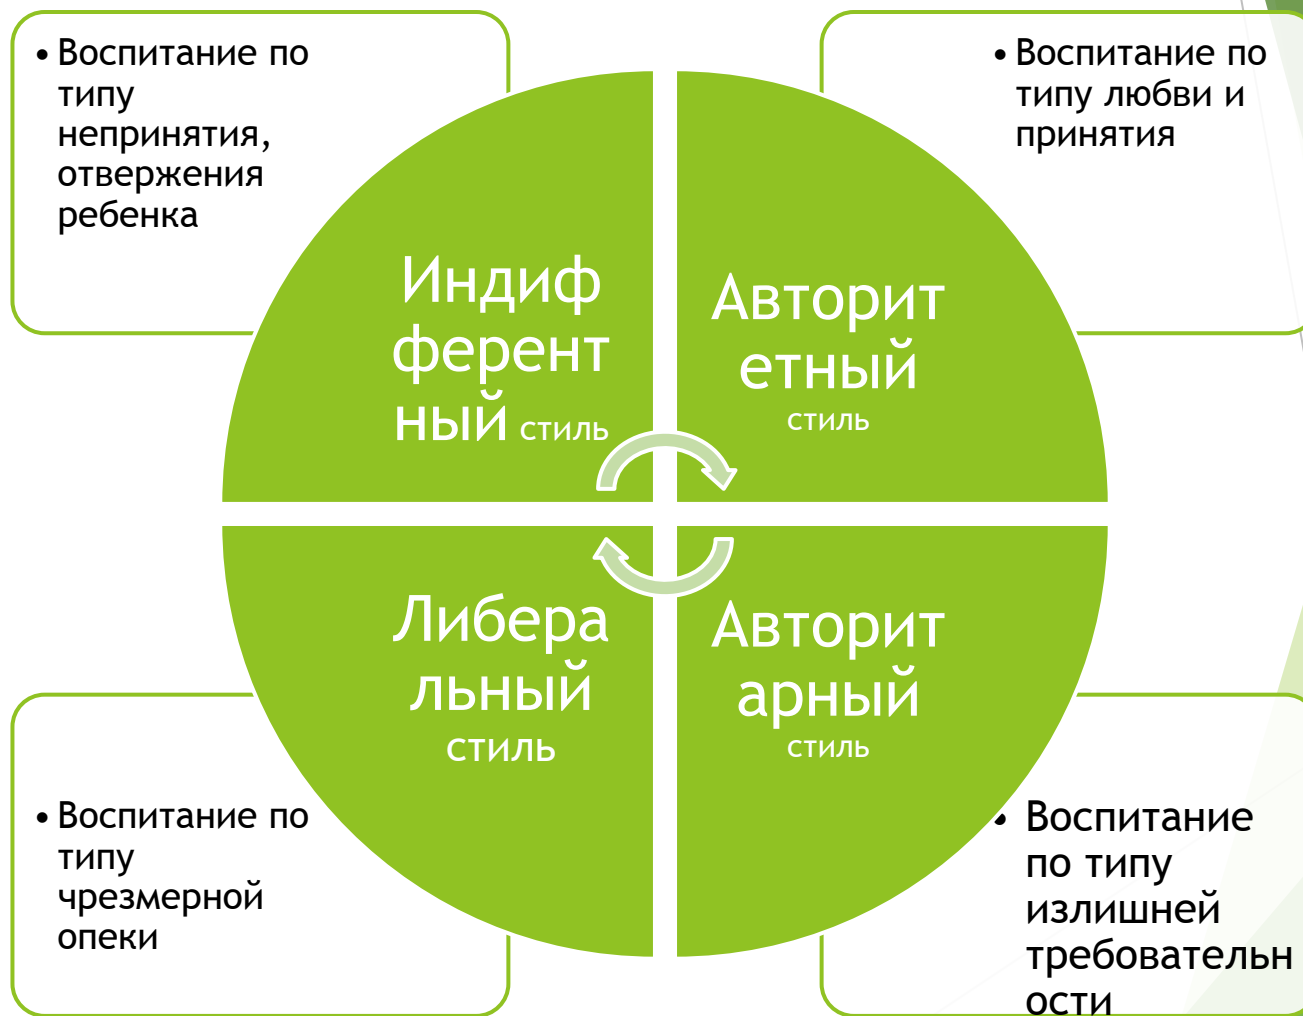 • Воспитание по
типу
непринятия,
отвержения
ребенка
• Воспитание по
типу любви и
принятия
Индиф
ферент
ный стиль
Авторит
етный
стиль
Либера
льный
стиль
Авторит
арный
стиль
• Воспитание по
типу
чрезмерной
опеки
• Воспитание
по типу
излишней
требовательн
ости